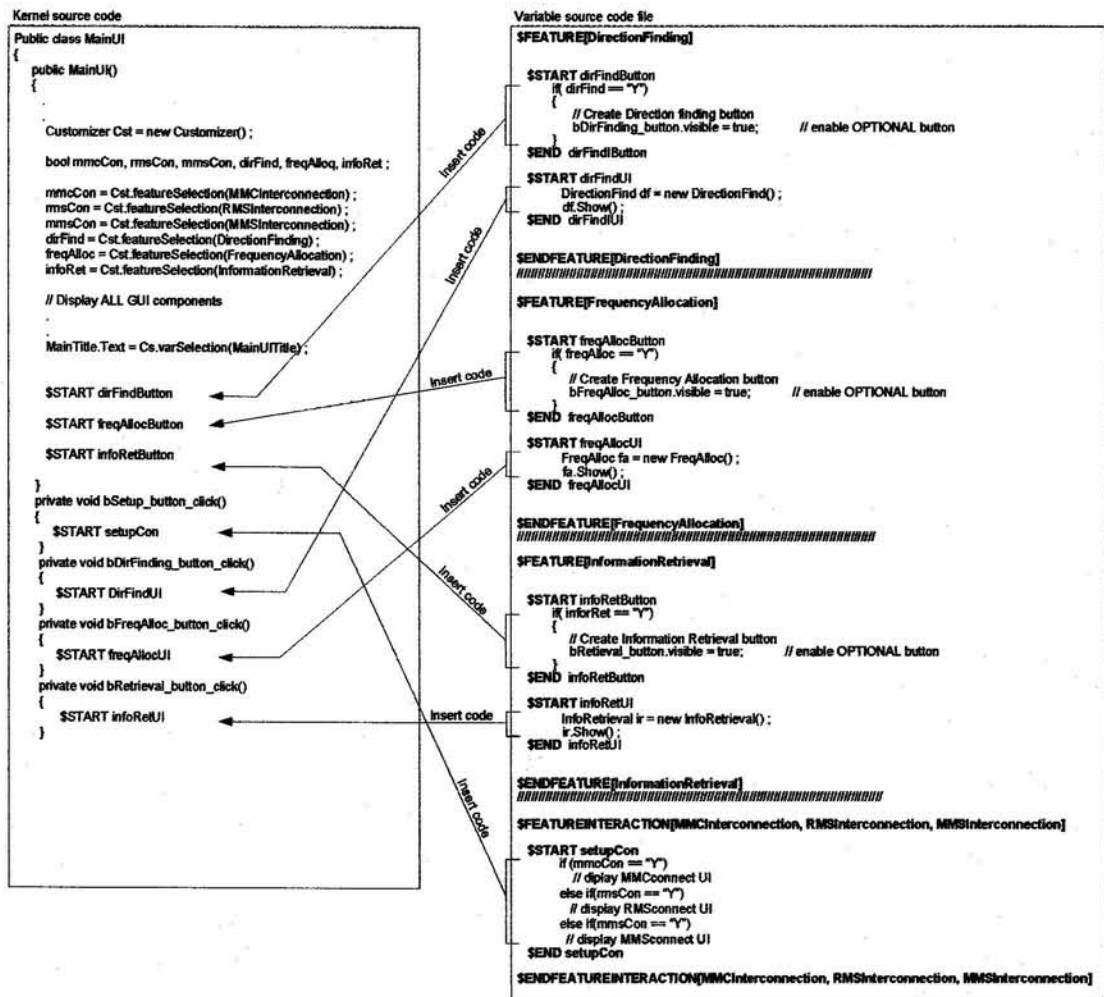 Kernel source code
Public class MainUI
{
public MainUI()
{
.
.
Customizer Cst = new Customizer() ;
bool mmcCon, rmsCon, mmsCon, dirFind, freqAlloq, infoRet ;
mmcCon = Cst.featureSelection(MMCInterconnection) ;
rmsCon = Cst.featureSelection(RMSInterconnection) ;
mmsCon = Cst.featureSelection(MMSInterconnection) ;
dirFind = Cst.featureSelection(DirectionFinding) ;
freqAlloc = Cst.featureSelection(FrequencyAllocation) ;
infoRet = Cst.featureSelection(InformationRetrieval) ;
// Display ALL GUI components
.
.
MainTitle.Text = Cs.varSelection(MainUITitle) ;
$START dirFindButton
$START freqAllocButton
$START infoRetButton
}
private void bSetup_button_click()
{
$START setupCon
}
private void bDirFinding_button_click()
{
$START DirFindUI
}
private void bFreqAlloc_button_click()
{
$START freqAllocUI
}
private void bRetrieval_button_click()
{
$START infoRetUI
}
Insert code
Insert code
Insert code
Insert code
Insert code
Insert code
Insert code
Variable source code file
$FEATURE[DirectionFinding]
$START dirFindButton
if( dirFind == "Y")
{
// Create Direction finding button
bDirFinding_button.visible = true; // enable OPTIONAL button
}
$END dirFindIButton
$START dirFindUI
DirectionFind df = new DirectionFind() ;
df.Show() ;
$END dirFindIUI
$ENDFEATURE[DirectionFinding]
$FEATURE[FrequencyAllocation]
$START freqAllocButton
if( freqAlloc == "Y")
{
// Create Frequency Allocation button
bFreqAlloc_button.visible = true; // enable OPTIONAL button
}
$END freqAllocButton
$START freqAllocUI
FreqAlloc fa = new FreqAlloc() ;
fa.Show() ;
$END freqAllocUI
$ENDFEATURE[FrequencyAllocation]
$FEATURE[InformationRetrieval]
$START infoRetButton
if( inforRet == "Y")
{
// Create Information Retrieval button
bRetieval_button.visible = true; // enable OPTIONAL button
}
$END infoRetButton
$START infoRetUI
InfoRetrieval ir = new InfoRetrieval() ;
ir.Show() ;
$END infoRetUI
$ENDFEATURE[InformationRetrieval]
$FEATUREINTERACTION[MMCInterconnection, RMSInterconnection, MMSInterconnection]
$START setupCon
if (mmcCon == "Y")
// diplay MMCconnect UI
else if(rmsCon == "Y")
// display RMSconnect UI
else if(mmsCon == "Y")
// display MMSconnect UI
$END setupCon
$ENDFEATUREINTERACTION[MMCInterconnection, RMSInterconnection, MMSInterconnection]